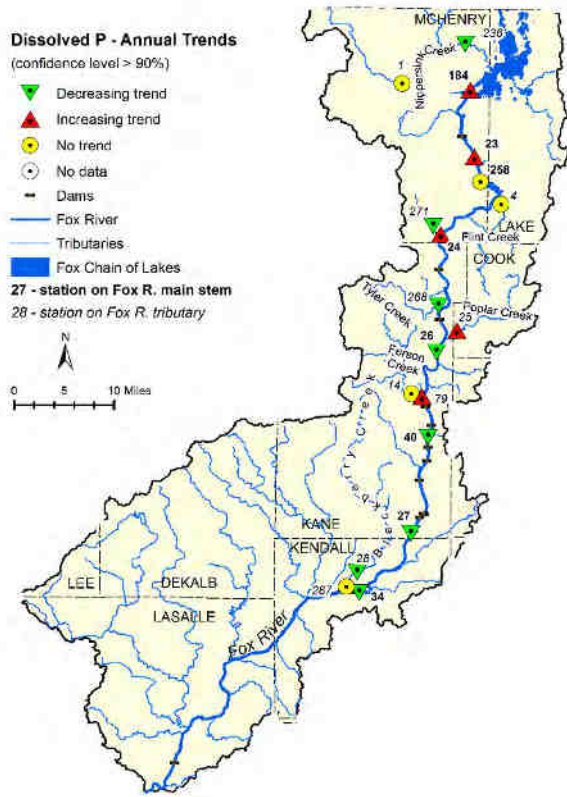 Dissolved P - Annual Trends
(confidence level > 90%)
Decreasing trend
Increasing trend
No trend
No data
Dams
Fox River
Tributaries
Fox Chain of Lakes
27 - station on Fox R. main stem
28 - station on Fox R. tributary
N
0 5 10 Miles
MCHENRY
236
Nippersink Creek
1
184
23
258
4
271
LAKE
24
Flint Creek
COOK
268
Tyler Creek
Poplar Creek
25
26
Ferson Creek
14
79
40
Blackberry Creek
27
KANE
KENDALL
28
LEE
DEKALB
287
34
LASALLE
Fox River